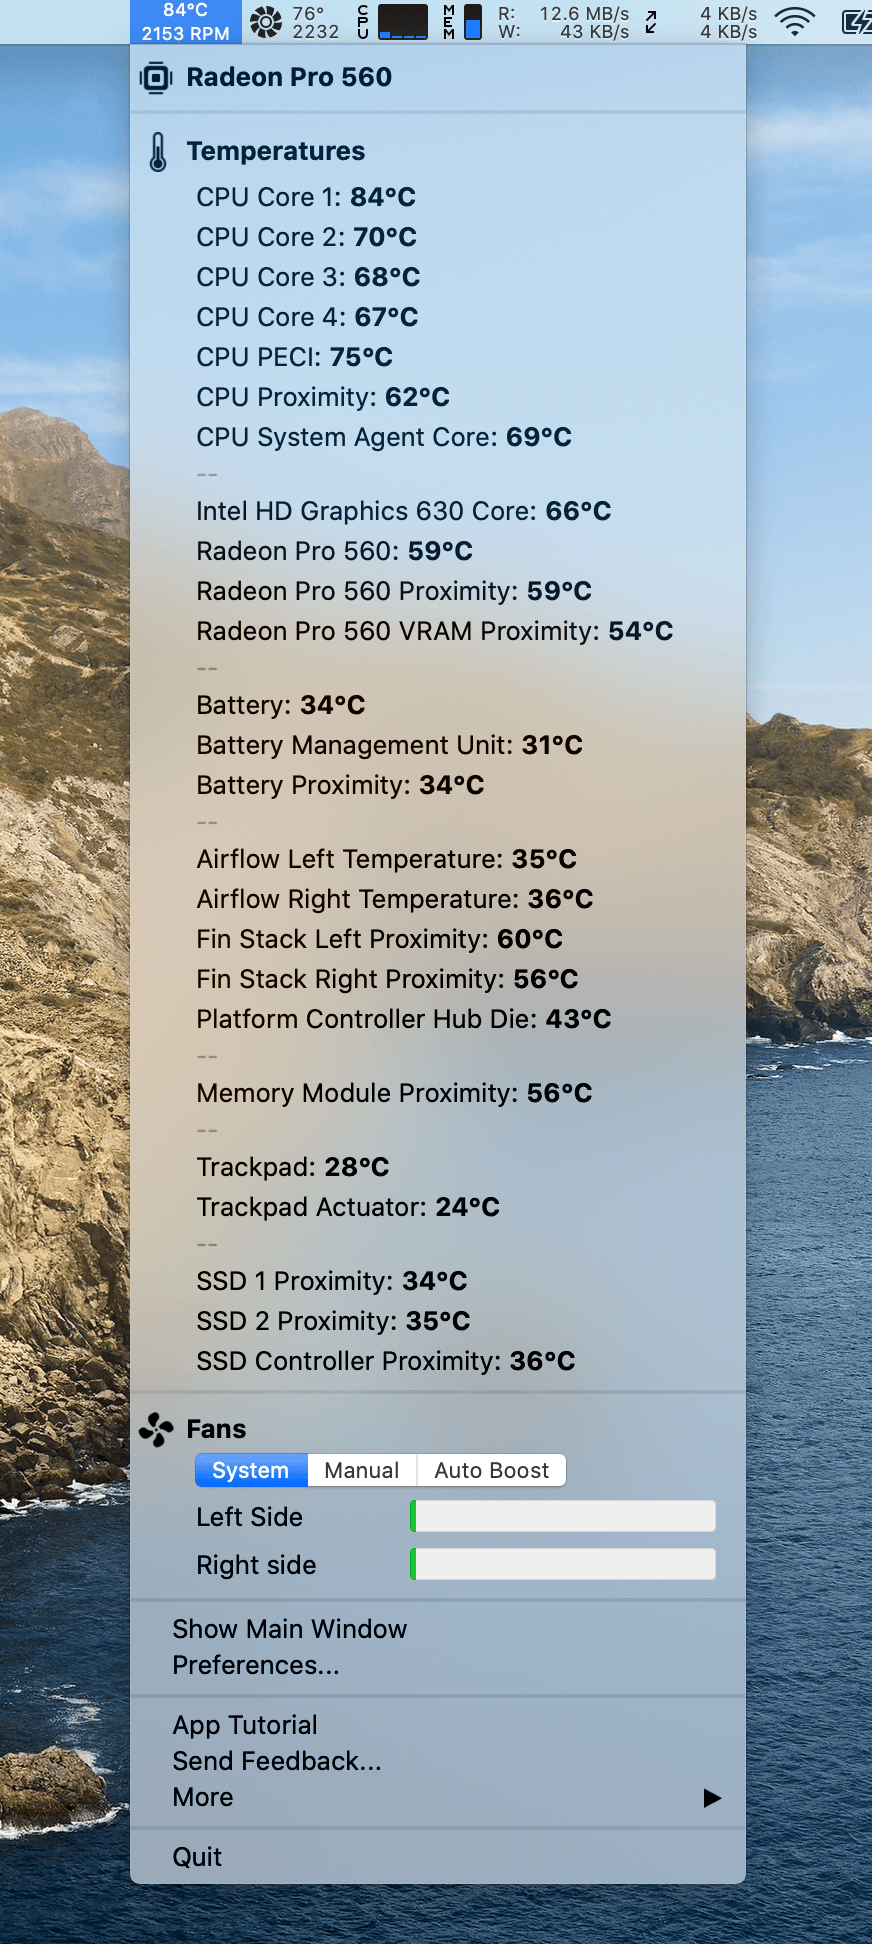 84°C
2153 RPM
76°
2232
CPU
MEM
R: 12.6 MB/s
W: 43 KB/s
4 KB/s
4 KB/s
Radeon Pro 560
Temperatures
CPU Core 1: 84°C
CPU Core 2: 70°C
CPU Core 3: 68°C
CPU Core 4: 67°C
CPU PECI: 75°C
CPU Proximity: 62°C
CPU System Agent Core: 69°C
--
Intel HD Graphics 630 Core: 66°C
Radeon Pro 560: 59°C
Radeon Pro 560 Proximity: 59°C
Radeon Pro 560 VRAM Proximity: 54°C
--
Battery: 34°C
Battery Management Unit: 31°C
Battery Proximity: 34°C
--
Airflow Left Temperature: 35°C
Airflow Right Temperature: 36°C
Fin Stack Left Proximity: 60°C
Fin Stack Right Proximity: 56°C
Platform Controller Hub Die: 43°C
--
Memory Module Proximity: 56°C
--
Trackpad: 28°C
Trackpad Actuator: 24°C
--
SSD 1 Proximity: 34°C
SSD 2 Proximity: 35°C
SSD Controller Proximity: 36°C
Fans
System Manual Auto Boost
Left Side
Right side
Show Main Window
Preferences...
App Tutorial
Send Feedback...
More
Quit